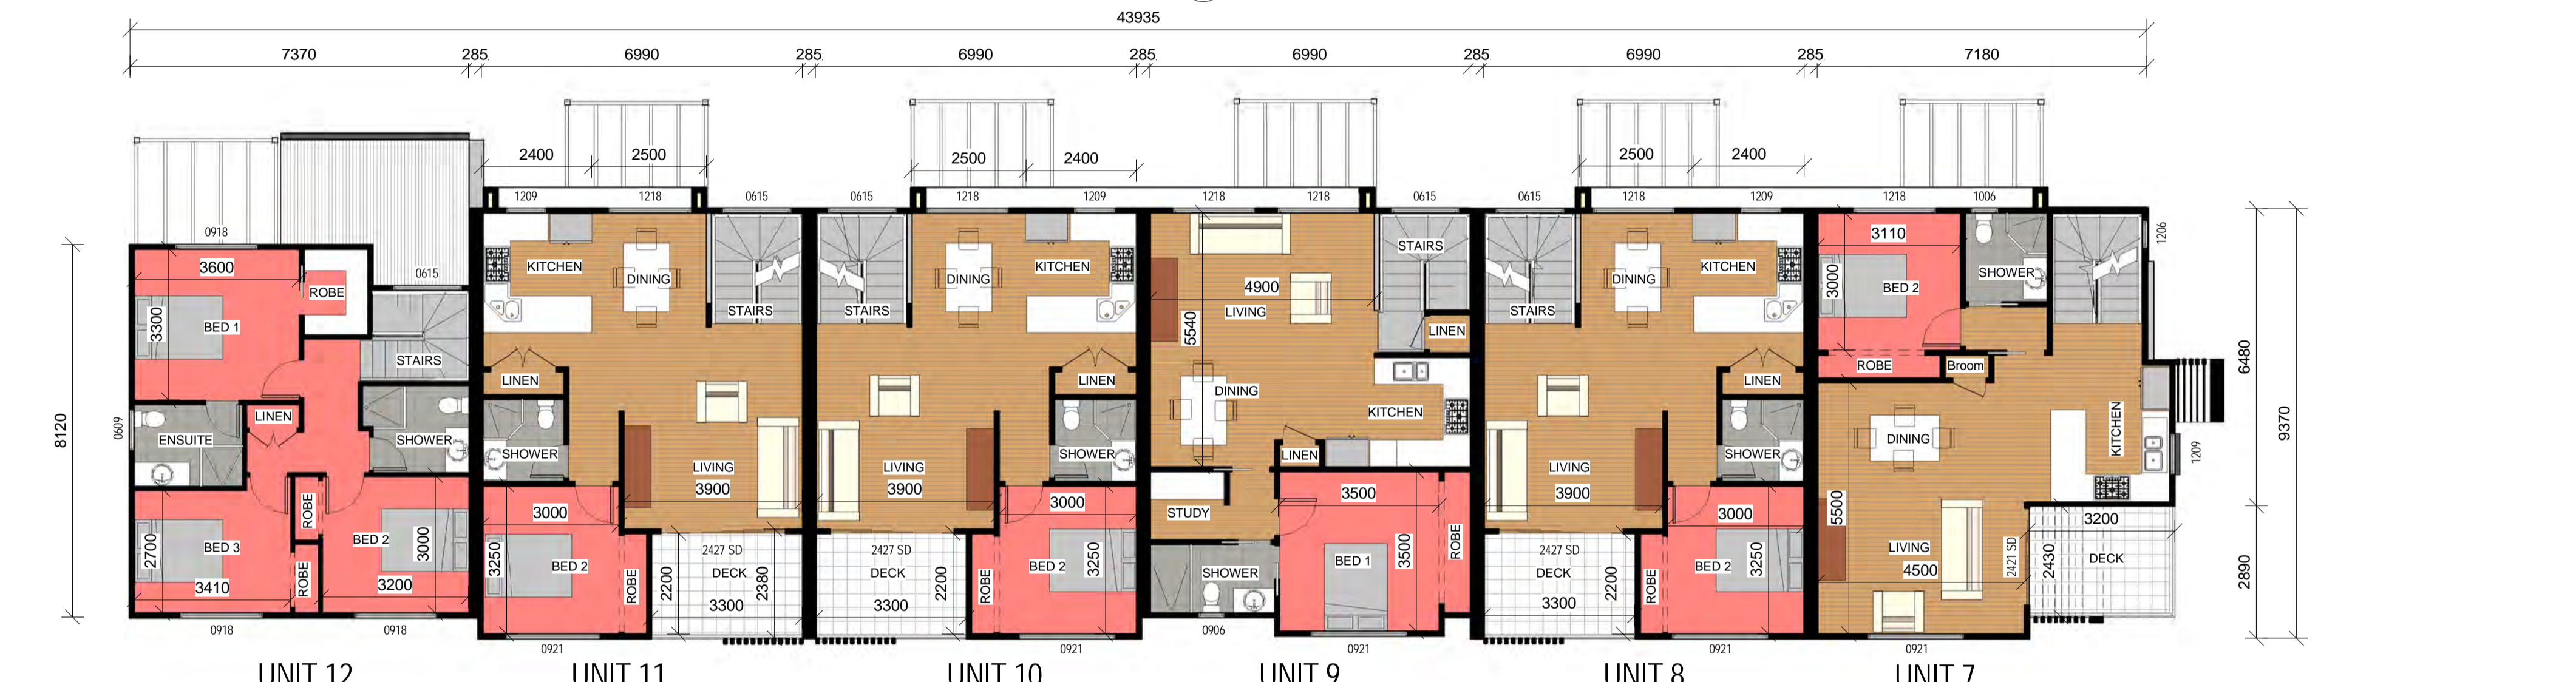 43935
7370 285 6990 285 6990 285 6990 285 6990 285 7180
2400 2500 2500 2400 2500 2400
1209 1218 0615 0615 1218 1209 1218 1218 0615 0615 1218 1209 1218 1006
0918
0615
1206
3600
ROBE
3300
BED 1
STAIRS
LINEN
ENSUITE
SHOWER
0609
8120
ROBE
BED 3
2700
3410
ROBE
BED 2
3000
3200
0918 0918
UNIT 12
KITCHEN
DINING
STAIRS
LINEN
SHOWER
LIVING
3900
3000
3250
BED 2
ROBE
2427 SD
DECK
2200
2380
3300
0921
UNIT 11
STAIRS
DINING
KITCHEN
LINEN
SHOWER
LIVING
3900
3000
2427 SD
DECK
2200
3300
ROBE
BED 2
3250
0921
UNIT 10
STAIRS
4900
LIVING
5540
LINEN
DINING
KITCHEN
LINEN
STUDY
3500
SHOWER
BED 1
3500
ROBE
0906
0921
UNIT 9
STAIRS
DINING
KITCHEN
LINEN
SHOWER
LIVING
3900
3000
2427 SD
DECK
2200
3300
ROBE
BED 2
3250
0921
UNIT 8
3110
3000
BED 2
SHOWER
ROBE
Broom
DINING
KITCHEN
1209
5500
LIVING
4500
2421 SD
3200
2430
DECK
0921
UNIT 7
6480
9370
2890